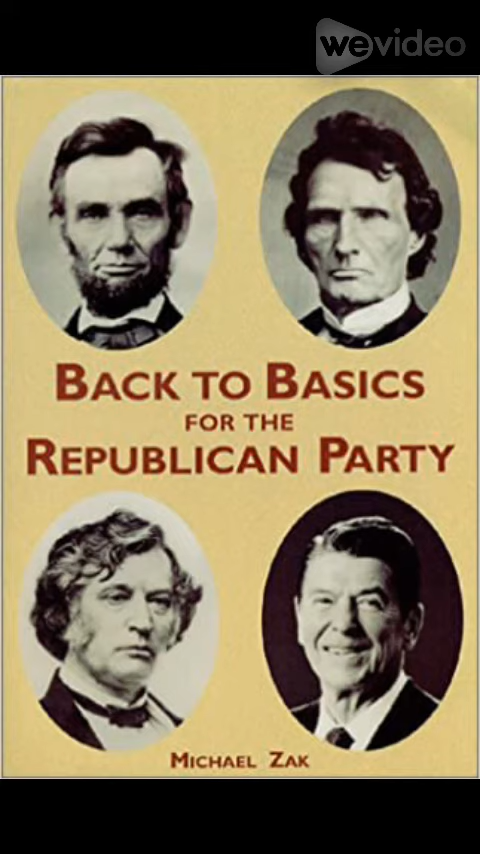 wevideo
BACK TO BASICS
FOR THE
REPUBLICAN PARTY
MICHAEL ZAK